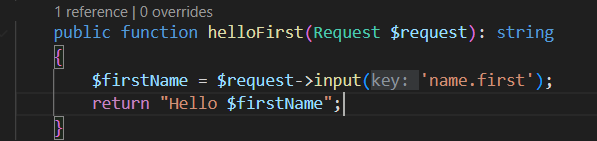 1 reference | 0 overrides
public function helloFirst(Request $request): string
{
$firstName = $request->input(key: 'name.first');
return "Hello $firstName";
}